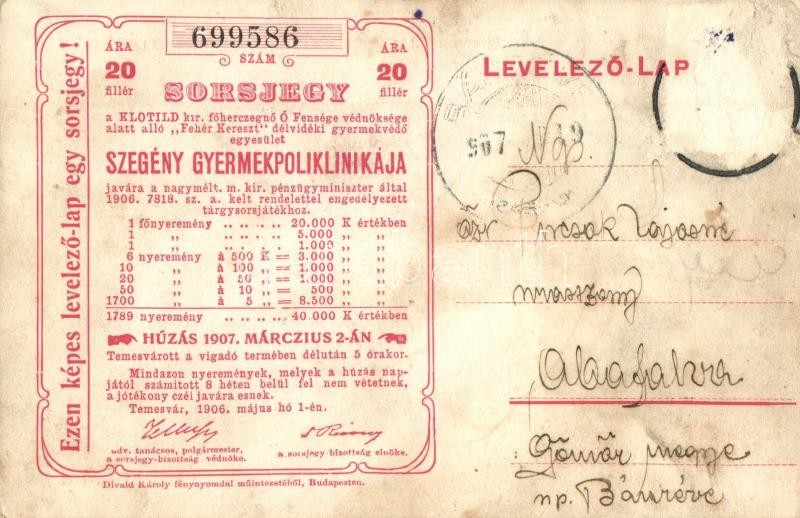 Ezen képes levelező-lap egy sorsjegy!
ÁRA
20
fillér
699586
SZÁM
ÁRA
20
fillér
SORSJEGY
a KLOTILD kir. főherczegnő Ő Fensége védnöksége
alatt álló „Fehér Kereszt" délvidéki gyermekvédő
egyesület
SZEGÉNY GYERMEKPOLIKLINIKÁJA
javára a nagymélt. m. kir. pénzügyminiszter által
1906. 7818. sz. a. kelt rendelettel engedélyezett
tárgysorsjátékhoz.
1 főnyeremény .. .. .. .. 20.000 K értékben
1 „ .. .. .. .. 5.000 „ „
1 „ .. .. .. .. 1.000 „ „
6 nyeremény à 500 K = 3.000 „ „
10 „ à 100 „ = 1.000 „ „
20 „ à 50 „ = 1.000 „ „
50 „ à 10 „ = 500 „ „
1700 „ à 5 „ = 8.500 „ „
1789 nyeremény .. .. .. .. 40.000 K értékben
HÚZÁS 1907. MÁRCZIUS 2-ÁN
Temesvárott a vigadó termében délután 5 órakor.
Mindazon nyeremények, melyek a húzás nap-
jától számított 8 héten belül fel nem vétetnek,
a jótékony czél javára esnek.
Temesvár, 1906. május hó 1-én.
udv. tanácsos, polgármester,
a sorsjegy-bizottság védnöke.
a sorsjegy-bizottság elnöke.
Divald Károly fénynyomdai műintézetéből, Budapesten.
LEVELEZŐ-LAP
907
Ngs.
Lajosné
Abafalva
Gömör megye
np. Bánréve